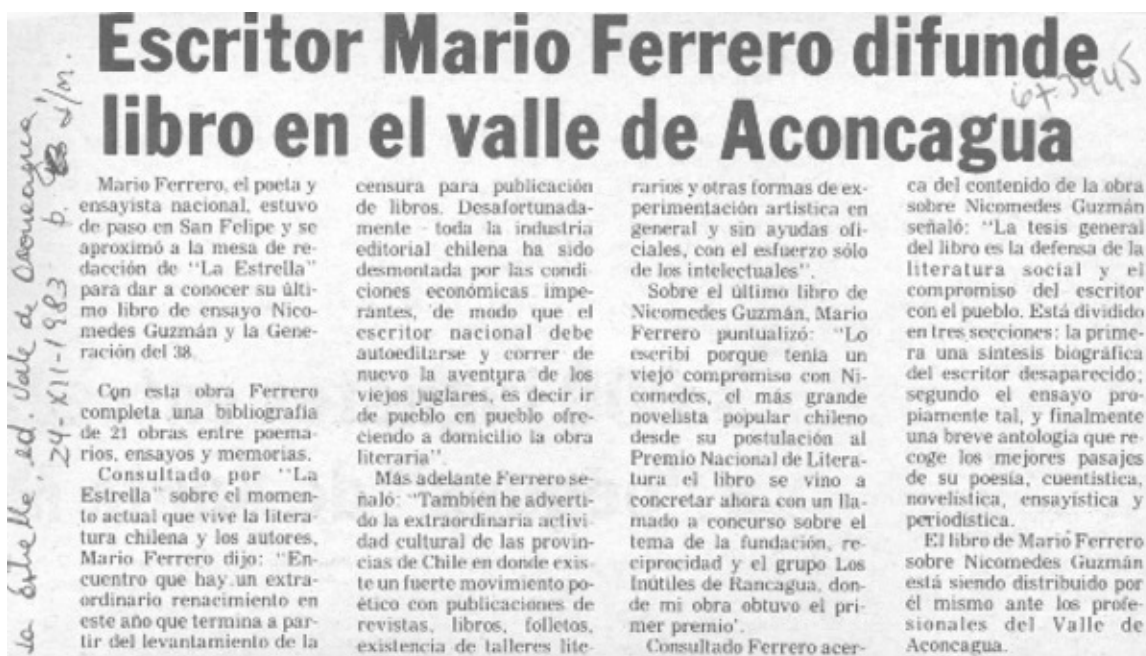 Escritor Mario Ferrero difunde
libro en el valle de Aconcagua
673945
La Estrella, ed. Valle de Aconcagua,
24-XII-1983 p. s/n.
Mario Ferrero, el poeta y
ensayista nacional, estuvo
de paso en San Felipe y se
aproximó a la mesa de re-
dacción de "La Estrella"
para dar a conocer su últi-
mo libro de ensayo Nico-
medes Guzmán y la Gene-
ración del 38.
Con esta obra Ferrero
completa una bibliografía
de 21 obras entre poema-
rios, ensayos y memorias.
Consultado por "La
Estrella" sobre el momen-
to actual que vive la litera-
tura chilena y los autores,
Mario Ferrero dijo: "En-
cuentro que hay un extra-
ordinario renacimiento en
este año que termina a par-
tir del levantamiento de la
censura para publicación
de libros. Desafortunada-
mente toda la industria
editorial chilena ha sido
desmontada por las condi-
ciones económicas impe-
rántes, de modo que el
escritor nacional debe
autoeditarse y correr de
nuevo la aventura de los
viejos juglares, es decir ir
de pueblo en pueblo ofre-
ciendo a domicilio la obra
literaria".
Más adelante Ferrero se-
ñaló: "También he adverti-
do la extraordinaria activi-
dad cultural de las provin-
cias de Chile en donde exis-
te un fuerte movimiento po-
ético con publicaciones de
revistas, libros, folletos,
existencia de talleres lite-
rarios y otras formas de ex-
perimentación artística en
general y sin ayudas ofi-
ciales, con el esfuerzo sólo
de los intelectuales".
Sobre el último libro de
Nicomedes Guzmán, Mario
Ferrero puntualizó: "Lo
escribí porque tenía un
viejo compromiso con Ni-
comedes, el más grande
novelista popular chileno
desde su postulación al
Premio Nacional de Litera-
tura el libro se vino a
concretar ahora con un lla-
mado a concurso sobre el
tema de la fundación, re-
ciprocidad y el grupo Los
Inútiles de Rancagua, don-
de mi obra obtuvo el pri-
mer premio'.
Consultado Ferrero acer-
ca del contenido de la obra
sobre Nicomedes Guzmán
señaló: "La tesis general
del libro es la defensa de la
literatura social y el
compromiso del escritor
con el pueblo. Está dividido
en tres secciones: la prime-
ra una síntesis biográfica
del escritor desaparecido;
segundo el ensayo pro-
piamente tal, y finalmente
una breve antología que re-
coge los mejores pasajes
de su poesía, cuentística,
novelística, ensayística y
periodística.
El libro de Mario Ferrero
sobre Nicomedes Guzmán
está siendo distribuido por
él mismo ante los profe-
sionales del Valle de
Aconcagua.